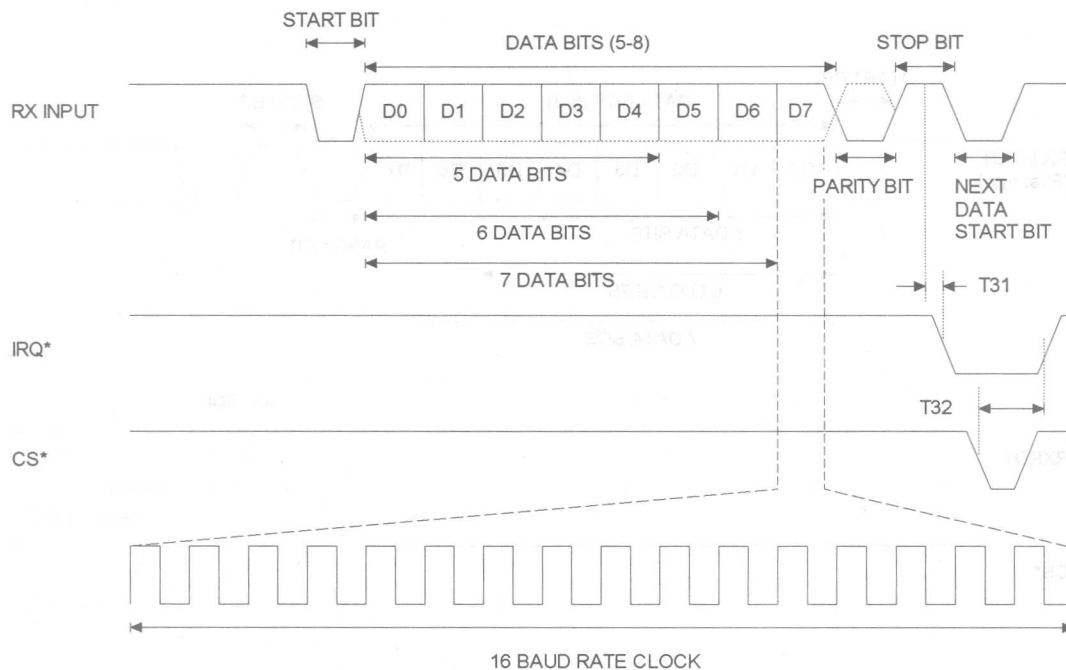 START BIT
DATA BITS (5-8)
STOP BIT
RX INPUT
D0 D1 D2 D3 D4 D5 D6 D7
5 DATA BITS
PARITY BIT
NEXT
DATA
START BIT
6 DATA BITS
7 DATA BITS
T31
IRQ*
T32
CS*
16 BAUD RATE CLOCK